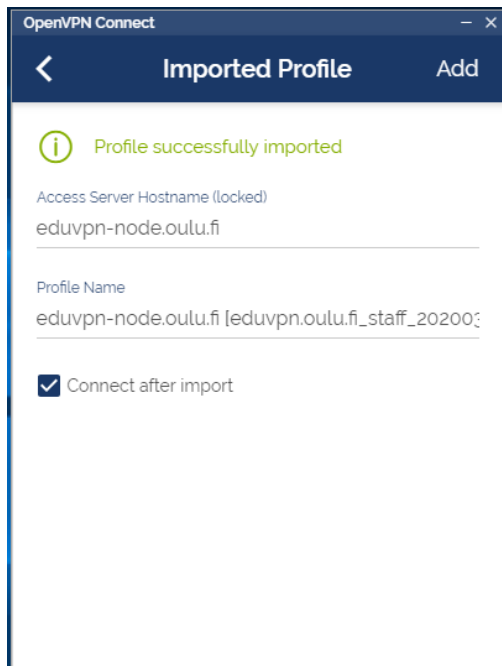 OpenVPN Connect
Imported Profile Add
Profile successfully imported
Access Server Hostname (locked)
eduvpn-node.oulu.fi
Profile Name
eduvpn-node.oulu.fi [eduvpn.oulu.fi_staff_202003
Connect after import